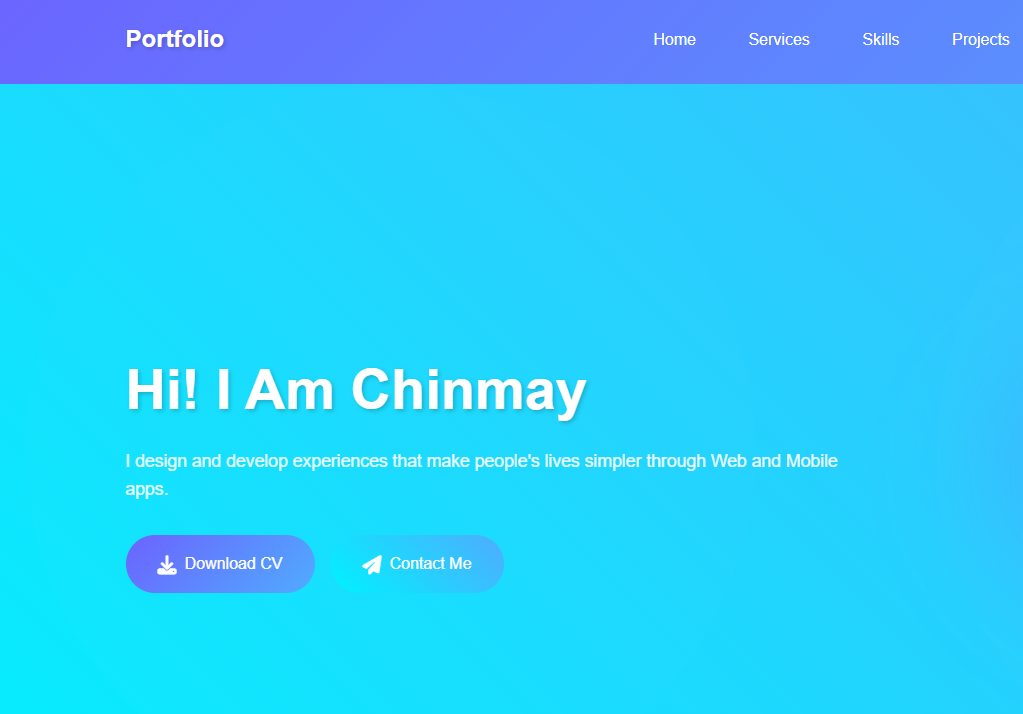 Portfolio
Home Services Skills Projects
Hi! I Am Chinmay
I design and develop experiences that make people's lives simpler through Web and Mobile
apps.
Download CV Contact Me